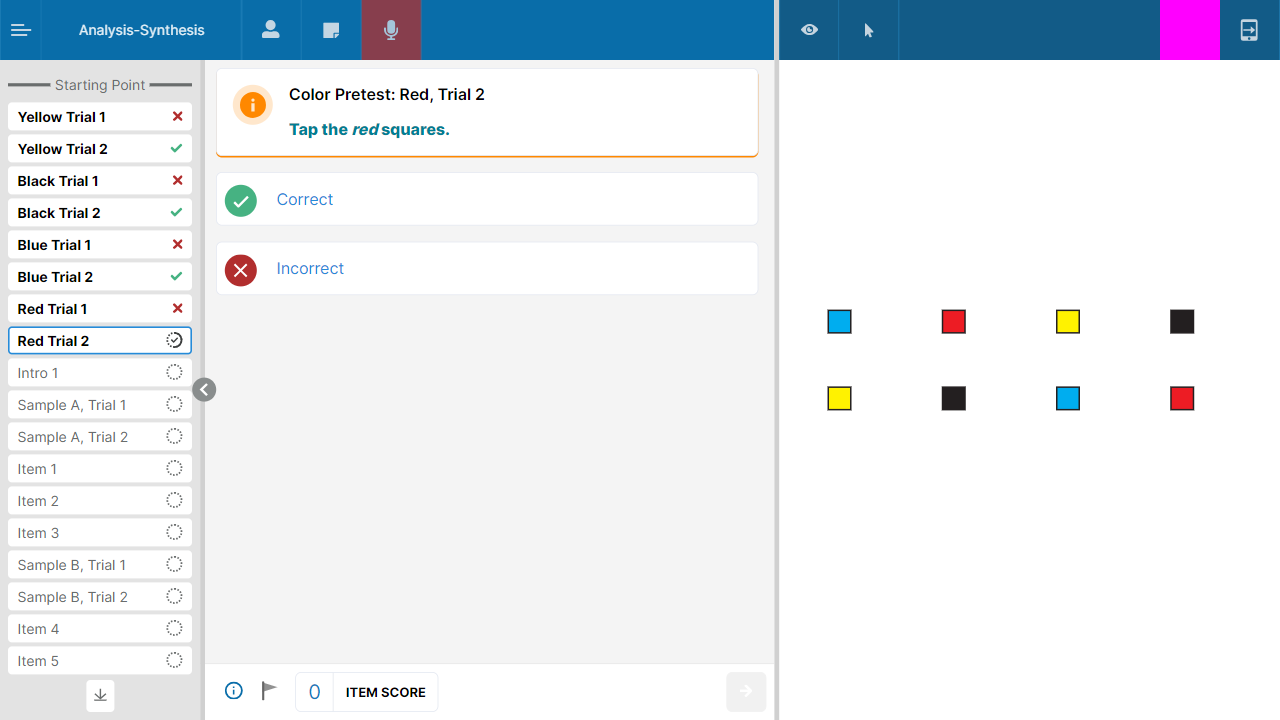 Analysis-Synthesis
Starting Point
Yellow Trial 1
Yellow Trial 2
Black Trial 1
Black Trial 2
Blue Trial 1
Blue Trial 2
Red Trial 1
Red Trial 2
Intro 1
Sample A, Trial 1
Sample A, Trial 2
Item 1
Item 2
Item 3
Sample B, Trial 1
Sample B, Trial 2
Item 4
Item 5
Color Pretest: Red, Trial 2
Tap the red squares.
Correct
Incorrect
0 ITEM SCORE